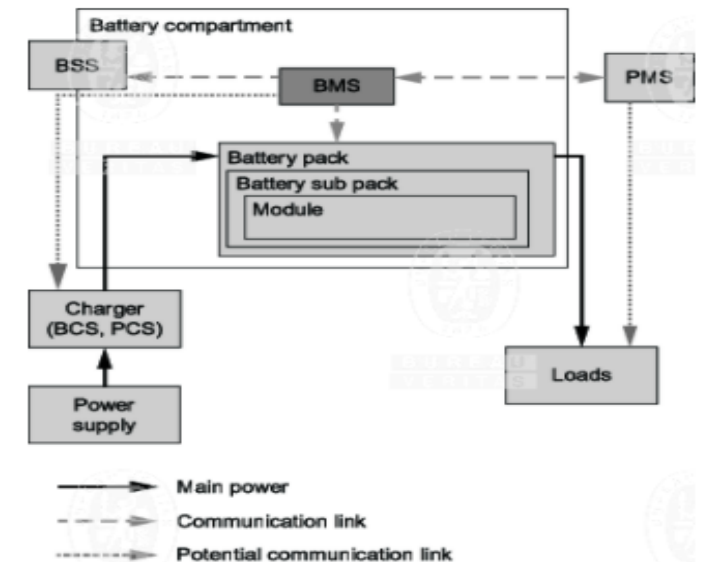 Battery compartment
BSS
BMS
PMS
Battery pack
Battery sub pack
Module
Charger
(BCS, PCS)
Loads
Power
supply
Main power
Communication link
Potential communication link